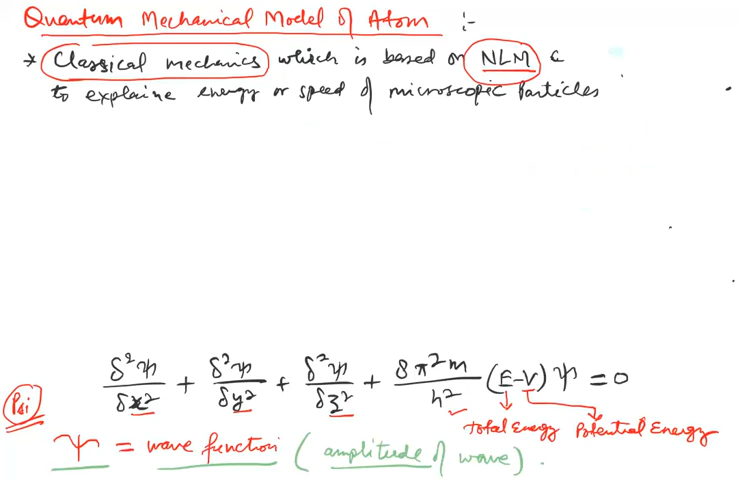 Quantum Mechanical Model of Atom :-
* Classical mechanics which is based on NLM c
to explaine energy or speed of microscopic Particles
δ²ψ/δx² + δ²ψ/δy² + δ²ψ/δz² + 8π²m/h² (E-V) ψ = 0
Psi
Total Energy Potential Energy
ψ = wave function (amplitude of wave).